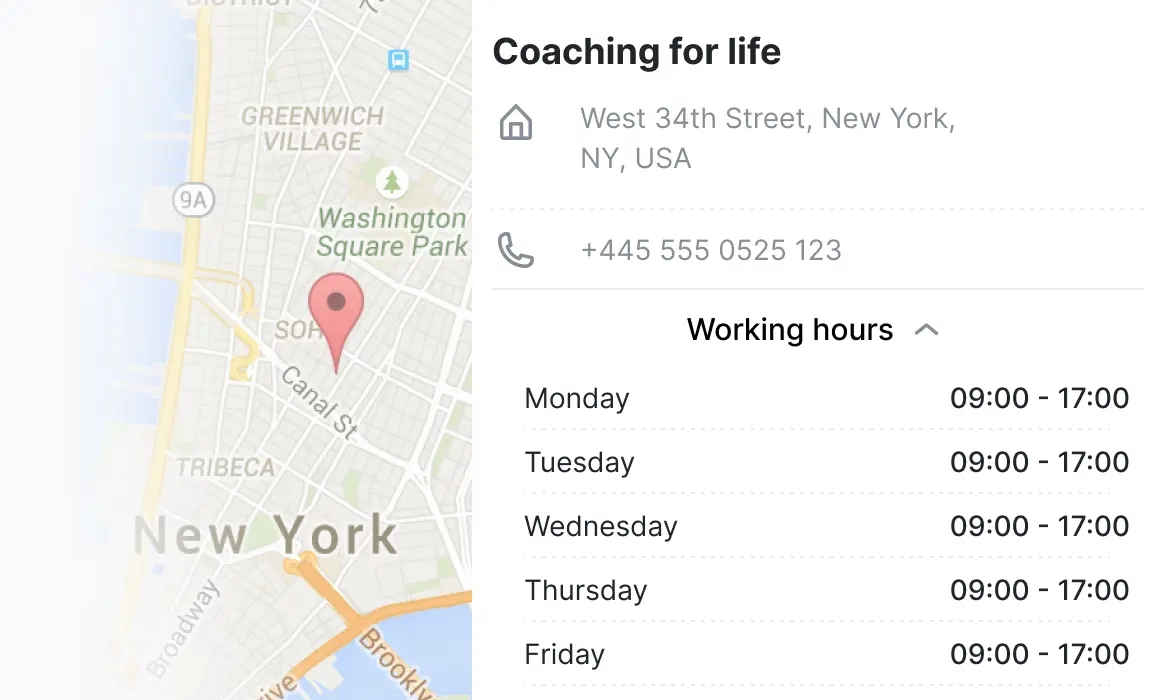 DISTRICT
GREENWICH
VILLAGE
9A
Washington
Square Park
SOH
Canal St
TRIBECA
New York
Broadway
Coaching for life
West 34th Street, New York,
NY, USA
+445 555 0525 123
Working hours
Monday 09:00 - 17:00
Tuesday 09:00 - 17:00
Wednesday 09:00 - 17:00
Thursday 09:00 - 17:00
Friday 09:00 - 17:00